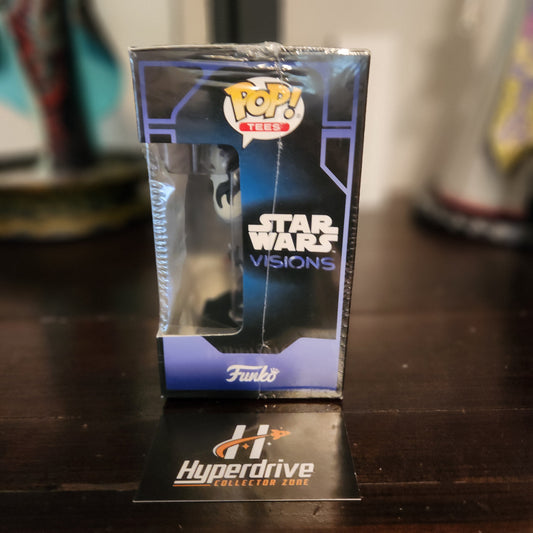 POP!
TEES
STAR
WARS
VISIONS
Funko
H
Hyperdrive
COLLECTOR ZONE